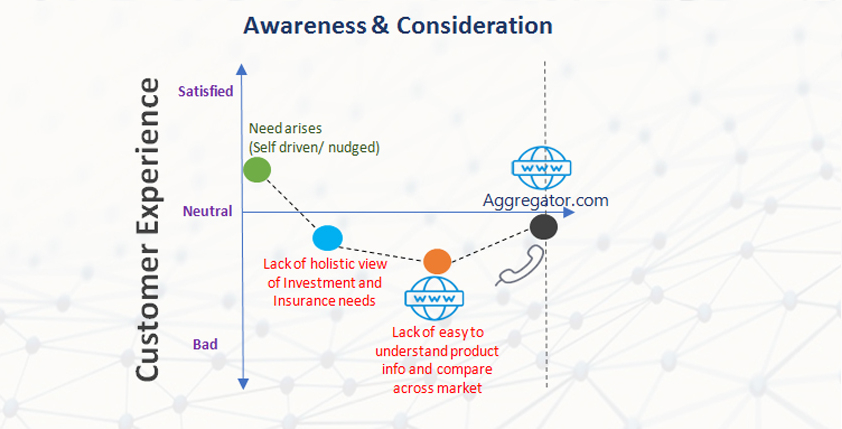 Awareness & Consideration
Customer Experience
Satisfied
Need arises
(Self driven/ nudged)
WWW
Aggregator.com
Neutral
Lack of holistic view
of Investment and
Insurance needs
WWW
Bad
Lack of easy to
understand product
info and compare
across market